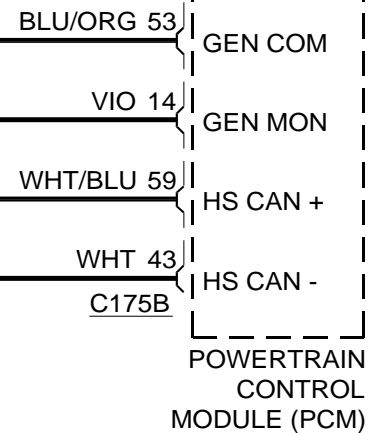 BLU/ORG 53 GEN COM
VIO 14 GEN MON
WHT/BLU 59 HS CAN +
WHT 43 HS CAN -
C175B
POWERTRAIN
CONTROL
MODULE (PCM)